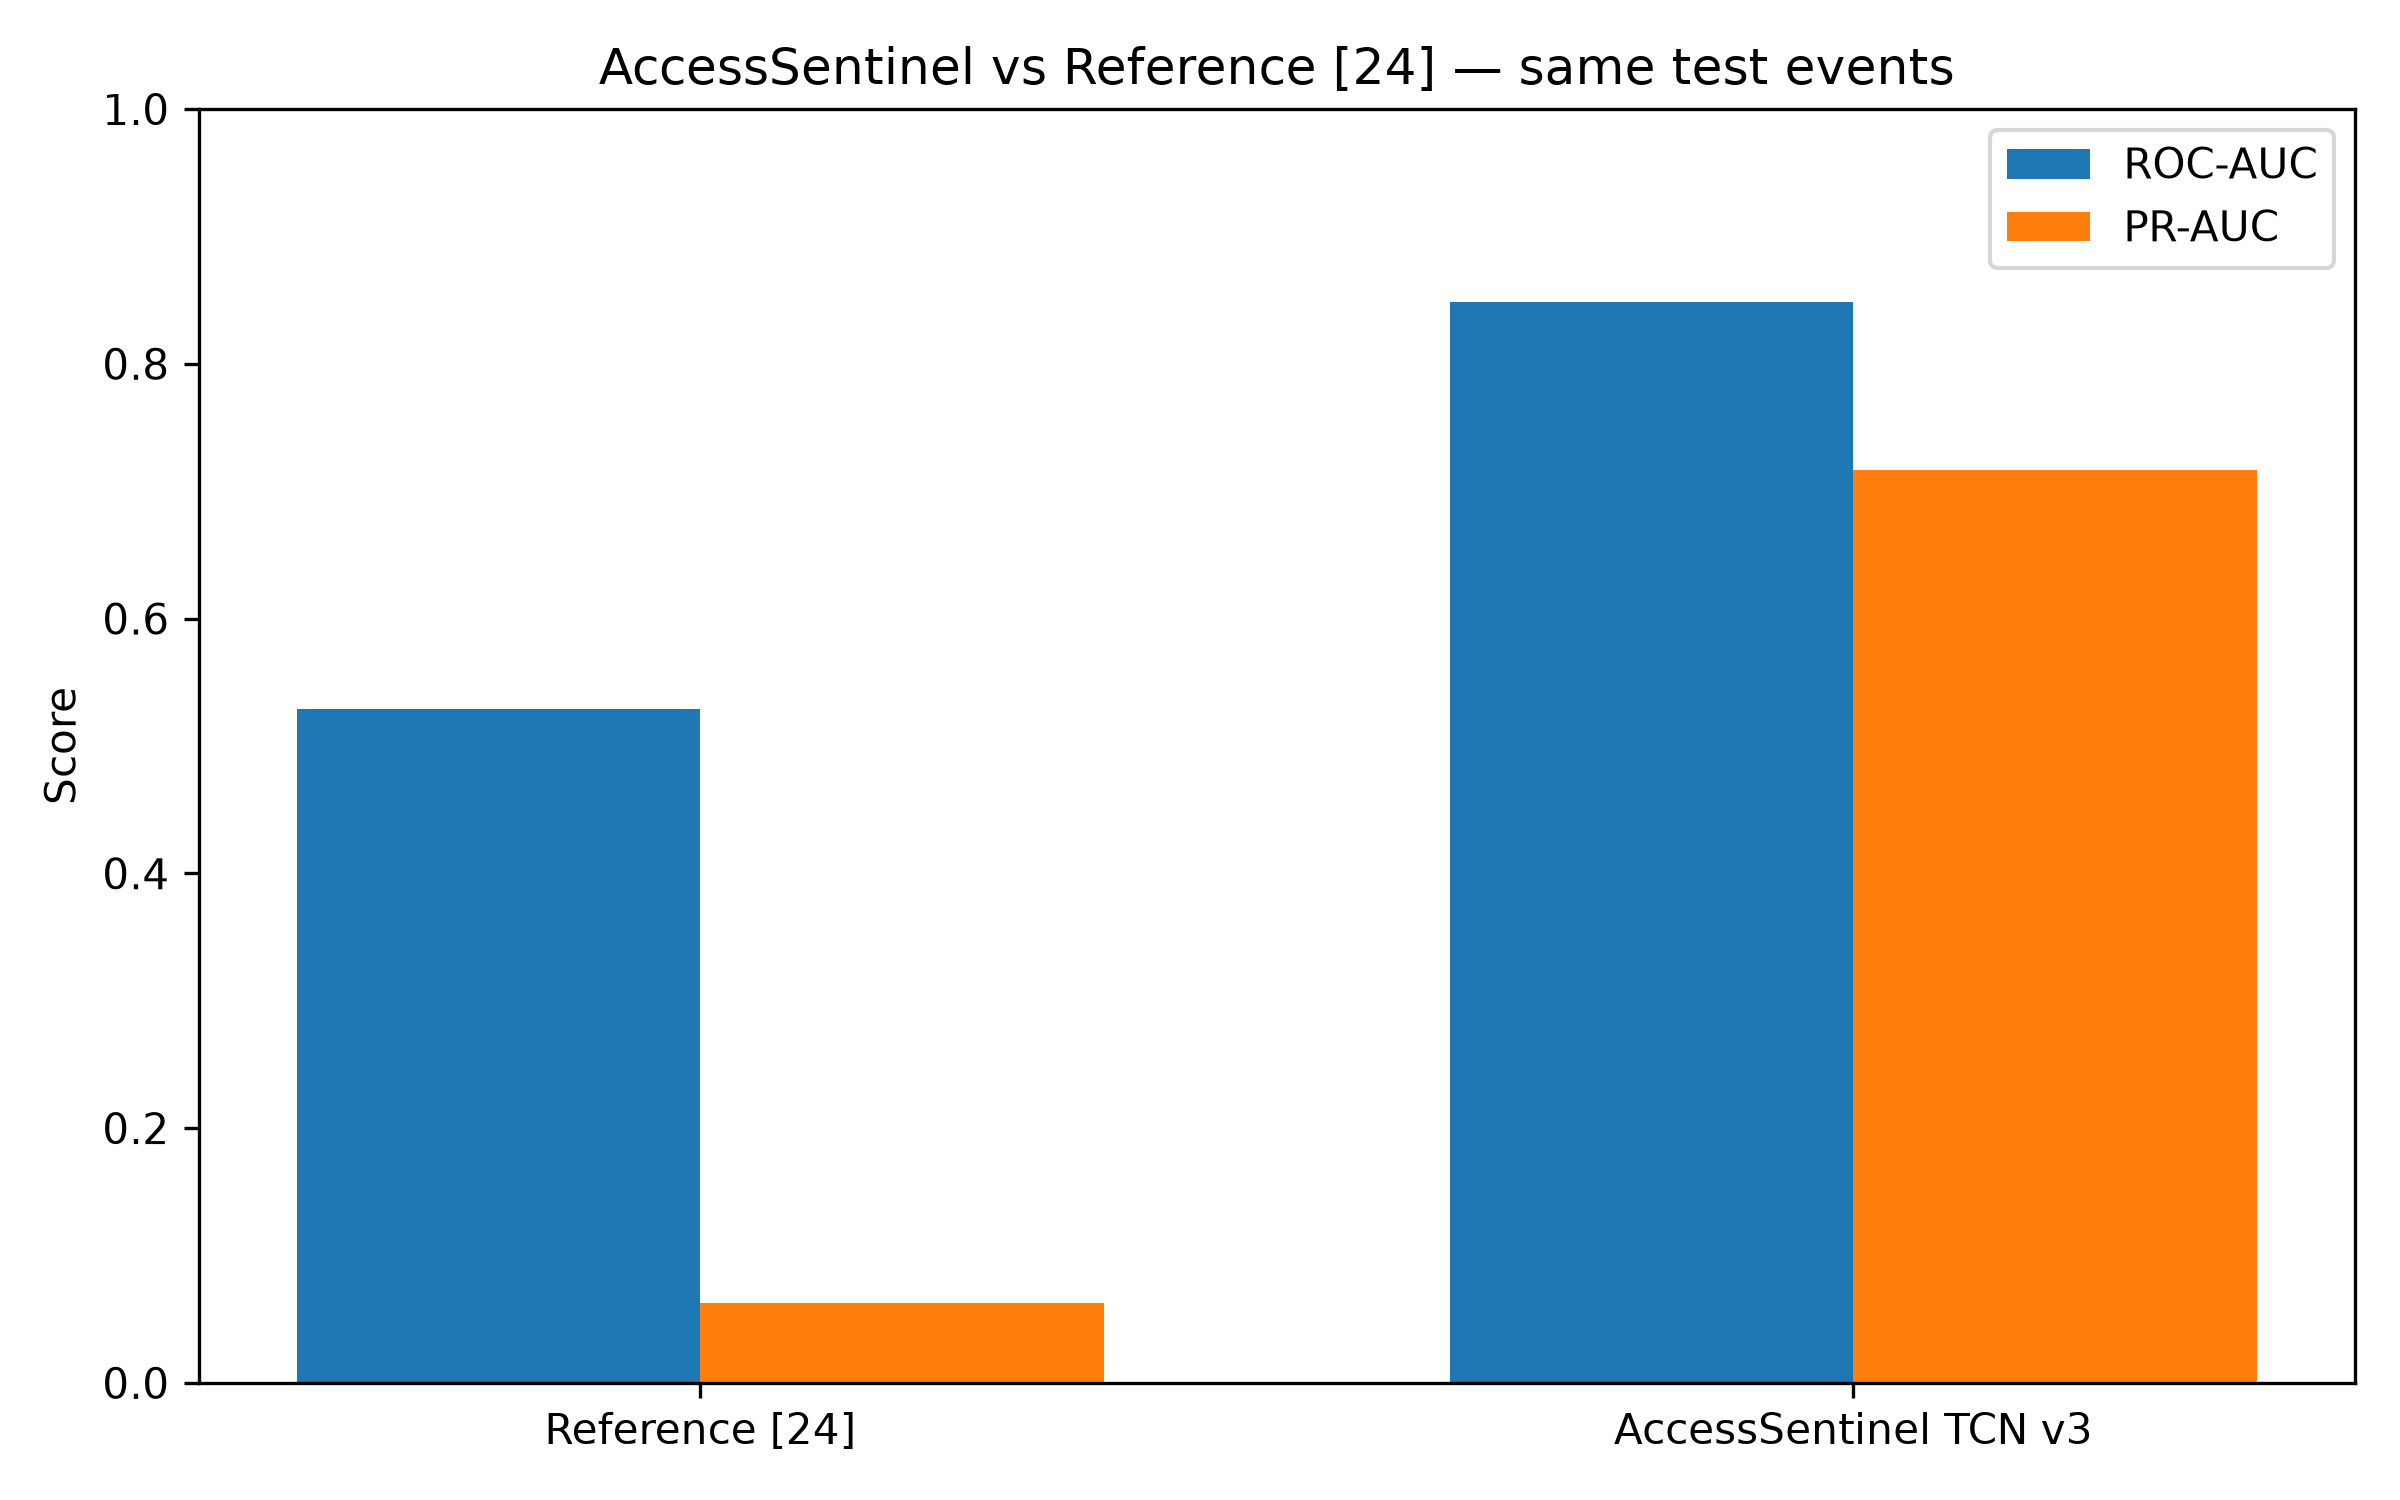 AccessSentinel vs Reference [24] — same test events
1.0
0.8
0.6
0.4
0.2
0.0
Score
ROC-AUC
PR-AUC
Reference [24]
AccessSentinel TCN v3